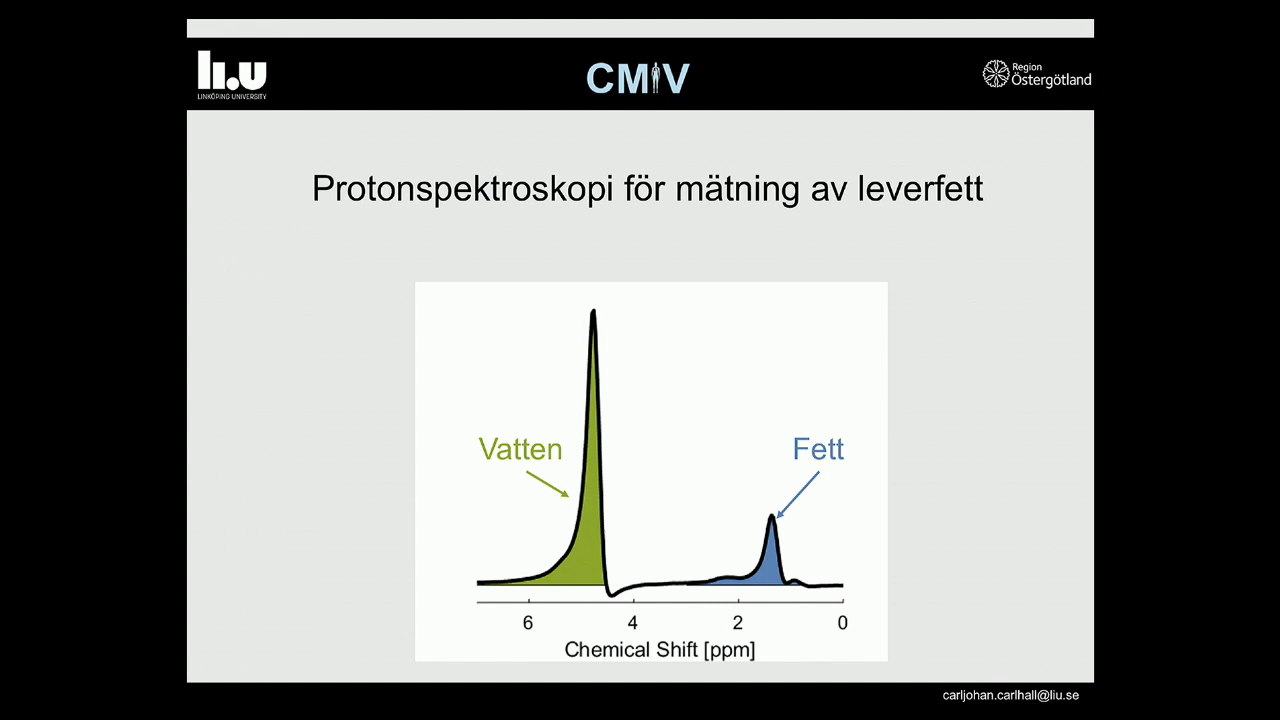 li.u
LINKÖPING UNIVERSITY
CMIV
Region
Östergötland
Protonspektroskopi för mätning av leverfett
Vatten
Fett
6 4 2 0
Chemical Shift [ppm]
carljohan.carlhall@liu.se